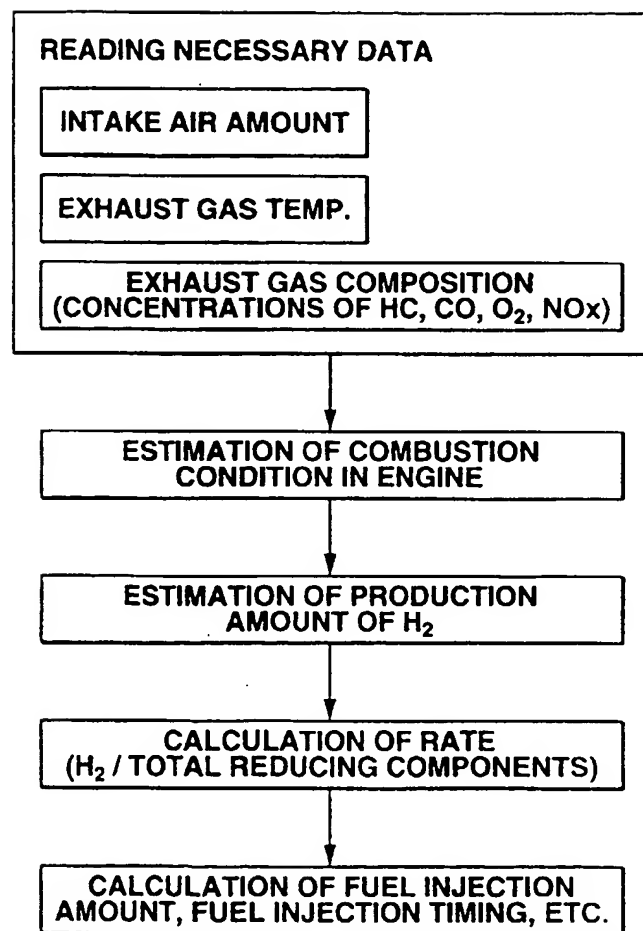 READING NECESSARY DATA
INTAKE AIR AMOUNT
EXHAUST GAS TEMP.
EXHAUST GAS COMPOSITION
(CONCENTRATIONS OF HC, CO, O₂, NOx)
ESTIMATION OF COMBUSTION
CONDITION IN ENGINE
ESTIMATION OF PRODUCTION
AMOUNT OF H₂
CALCULATION OF RATE
(H₂ / TOTAL REDUCING COMPONENTS)
CALCULATION OF FUEL INJECTION
AMOUNT, FUEL INJECTION TIMING, ETC.